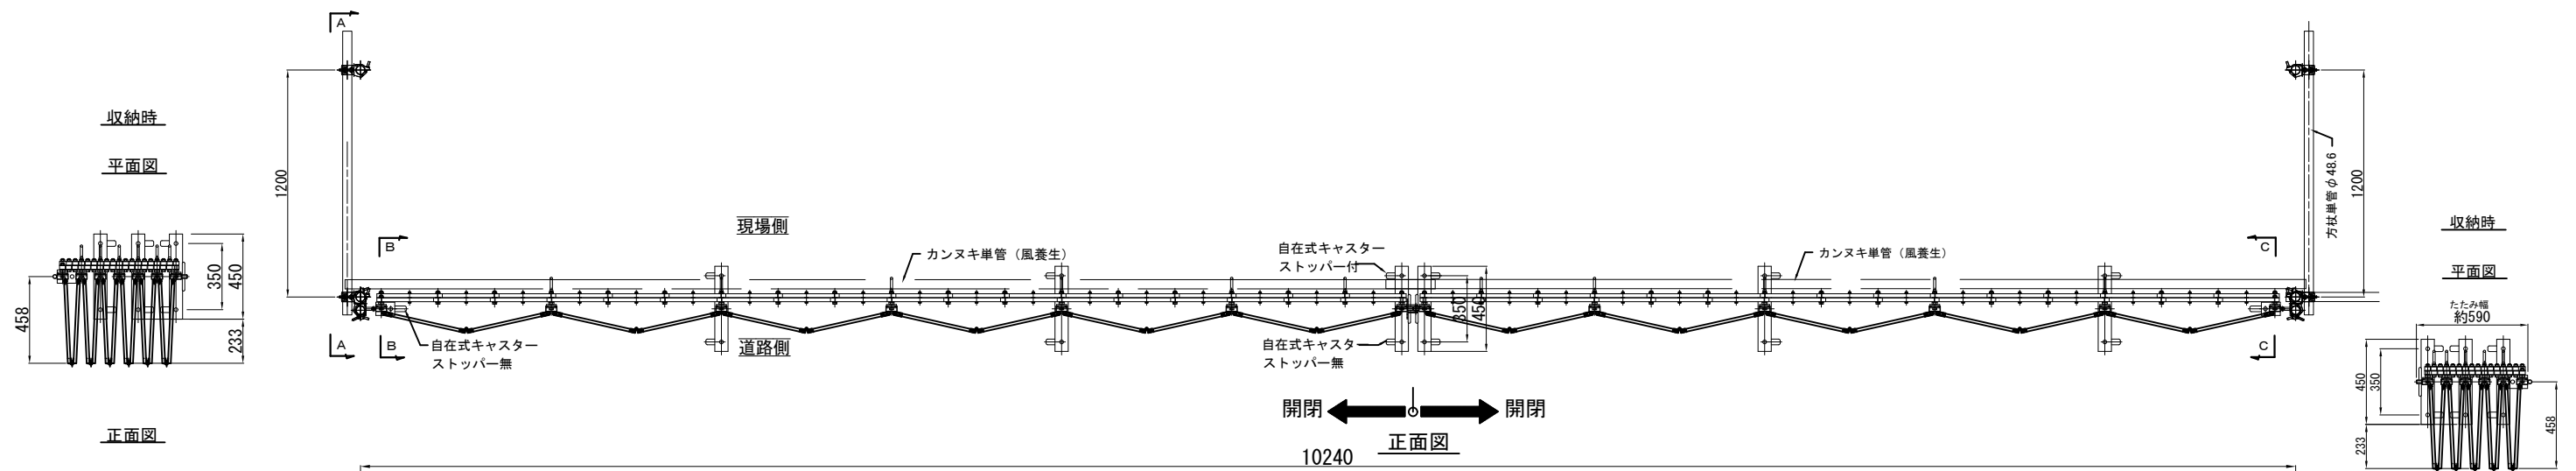 A
収納時
平面図
458
350
450
233
正面図
1200
A
B
B
現場側
道路側
カンヌキ単管（風養生）
自在式キャスター
ストッパー無
自在式キャスター
ストッパー付
350
450
自在式キャスター
ストッパー無
カンヌキ単管（風養生）
C
C
方杖単管φ48.6
1200
開閉
開閉
正面図
10240
収納時
平面図
たたみ幅
約590
450
350
233
458